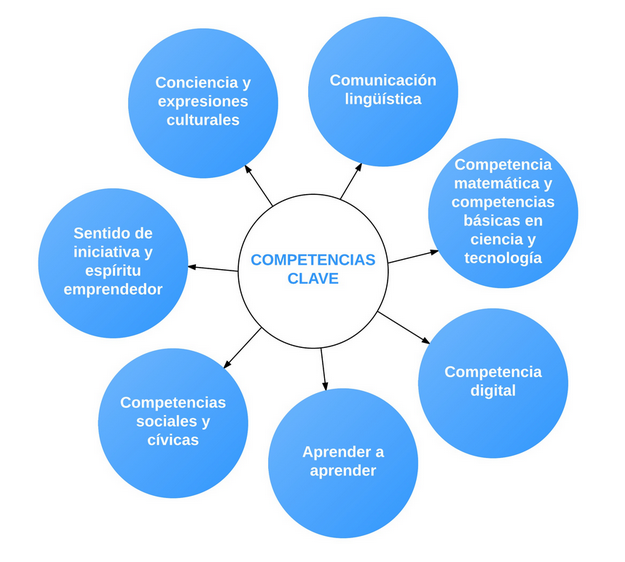 COMPETENCIAS
CLAVE
Comunicación
lingüística
Competencia
matemática y
competencias
básicas en
ciencia y
tecnología
Competencia
digital
Aprender a
aprender
Competencias
sociales y
cívicas
Sentido de
iniciativa y
espíritu
emprendedor
Conciencia y
expresiones
culturales